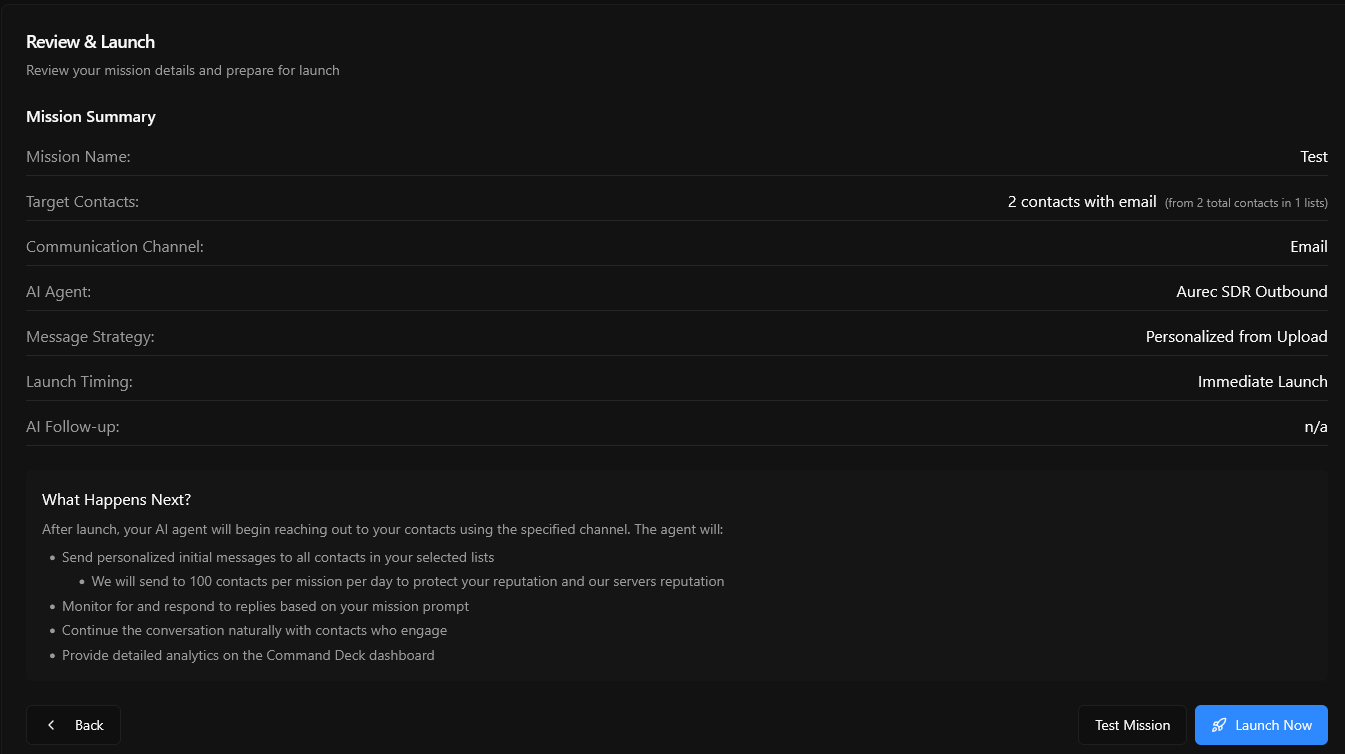 Review & Launch
Review your mission details and prepare for launch
Mission Summary
Mission Name: Test
Target Contacts: 2 contacts with email (from 2 total contacts in 1 lists)
Communication Channel: Email
AI Agent: Aurec SDR Outbound
Message Strategy: Personalized from Upload
Launch Timing: Immediate Launch
AI Follow-up: n/a
What Happens Next?
After launch, your AI agent will begin reaching out to your contacts using the specified channel. The agent will:
• Send personalized initial messages to all contacts in your selected lists
• We will send to 100 contacts per mission per day to protect your reputation and our servers reputation
• Monitor for and respond to replies based on your mission prompt
• Continue the conversation naturally with contacts who engage
• Provide detailed analytics on the Command Deck dashboard
Back Test Mission Launch Now